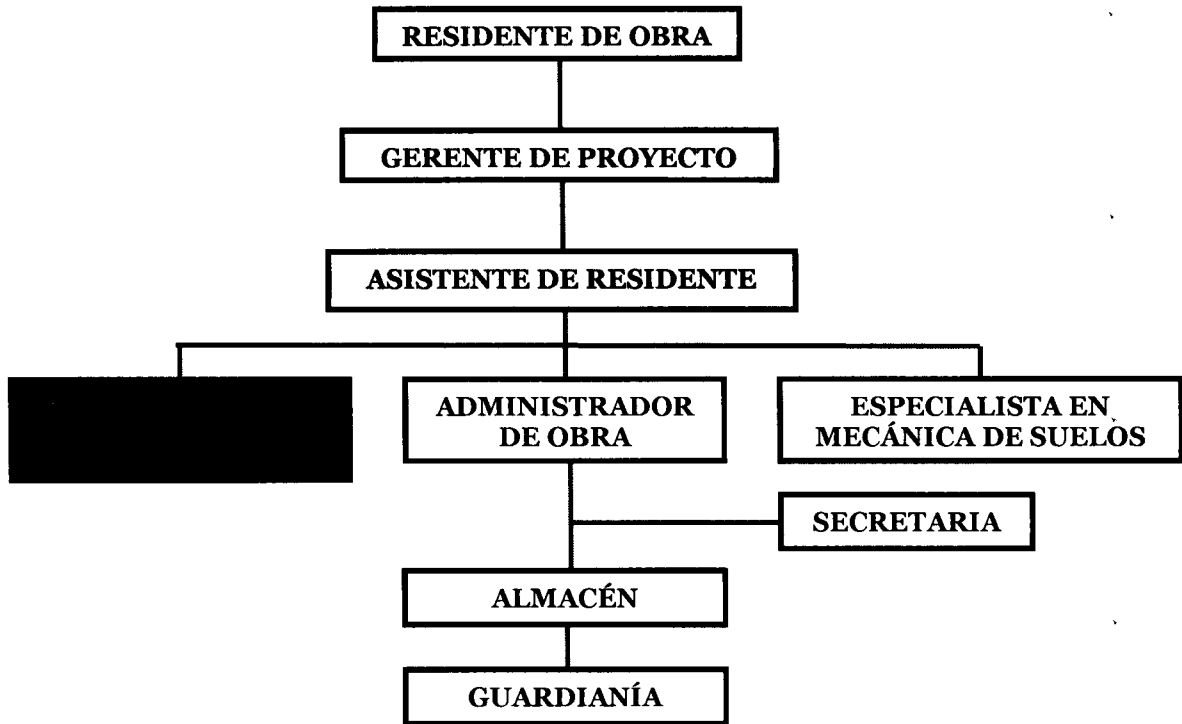 RESIDENTE DE OBRA
GERENTE DE PROYECTO
ASISTENTE DE RESIDENTE
ADMINISTRADOR
DE OBRA
ESPECIALISTA EN
MECÁNICA DE SUELOS
SECRETARIA
ALMACÉN
GUARDIANÍA